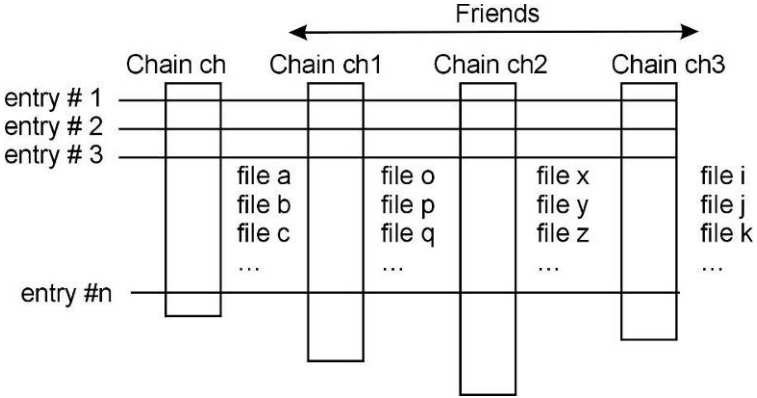 Friends
Chain ch Chain ch1 Chain ch2 Chain ch3
entry # 1
entry # 2
entry # 3
file a file o file x file i
file b file p file y file j
file c file q file z file k
... ... ... ...
entry #n